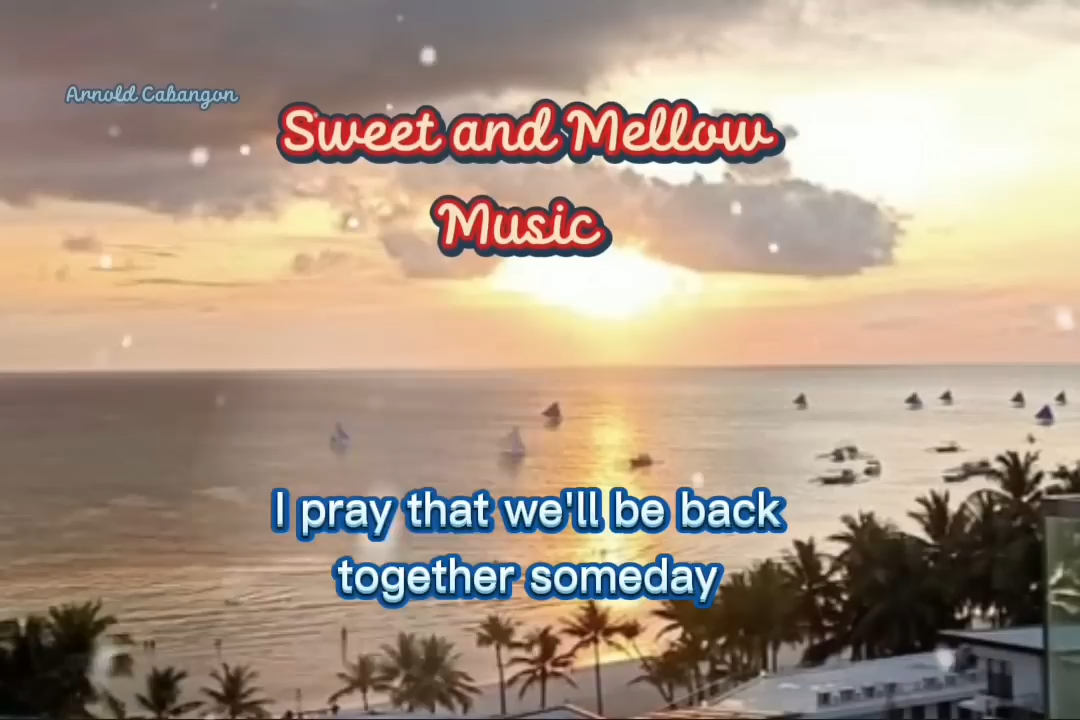 Arnold Cabangon
Sweet and Mellow
Music
I pray that we'll be back
together someday